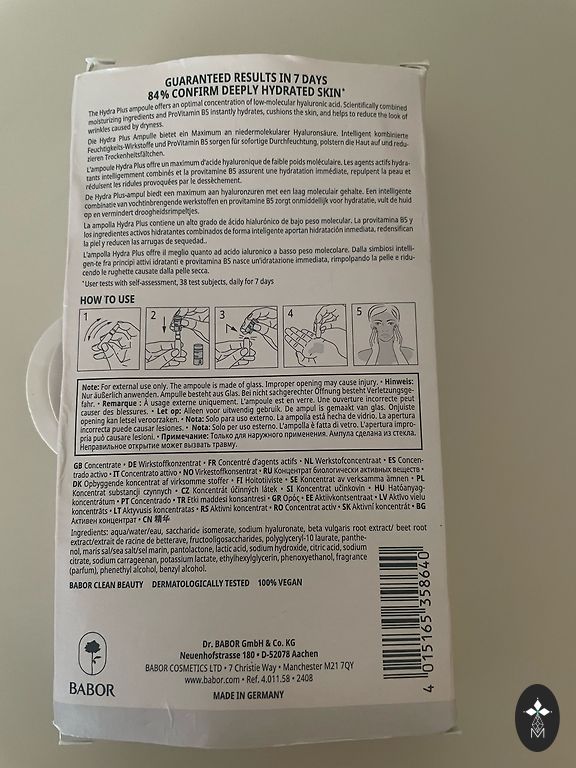 GUARANTEED RESULTS IN 7 DAYS
84% CONFIRM DEEPLY HYDRATED SKIN*
The Hydra Plus ampoule offers an optimal concentration of low-molecular hyaluronic acid. Scientifically combined
moisturizing ingredients and ProVitamin B5 instantly hydrates, cushions the skin, and helps to reduce the look of
wrinkles caused by dryness.
Die Hydra Plus Ampulle bietet ein Maximum an niedermolekularer Hyaluronsäure. Intelligent kombinierte
Feuchtigkeits-Wirkstoffe und ProVitamin B5 sorgen für sofortige Durchfeuchtung, polstern die Haut auf und redu-
zieren Trockenheitsfältchen.
L'ampoule Hydra Plus offre un maximum d'acide hyaluronique de faible poids moléculaire. Les agents actifs hydra-
tants intelligemment combinés et la provitamine B5 assurent une hydratation immédiate, repulpent la peau et
réduisent les ridules provoquées par le dessèchement.
De Hydra Plus-ampul biedt een maximum aan hyaluronzuren met een laag moleculair gehalte. Een intelligente
combinatie van vochtinbrengende werkstoffen en provitamine B5 zorgt onmiddellijk voor hydratatie, vult de huid
op en vermindert droogheidsrimpeltjes.
La ampolla Hydra Plus contiene un alto grado de ácido hialurónico de bajo peso molecular. La provitamina B5 y
los ingredientes activos hidratantes combinados de forma inteligente aportan hidratación inmediata, redensifican
la piel y reducen las arrugas de sequedad..
L'ampolla Hydra Plus offre il meglio quanto ad acido ialuronico a basso peso molecolare. Dalla simbiosi intelli-
gen-te fra principi attivi idratanti e provitamina B5 nasce un'idratazione immediata, rimpolpando la pelle e ridu-
cendo le rughette causate dalla pelle secca.
*User tests with self-assessment, 38 test subjects, daily for 7 days
HOW TO USE
1 2 3 4 5
Note: For external use only. The ampoule is made of glass. Improper opening may cause injury. • Hinweis:
Nur äußerlich anwenden. Ampulle besteht aus Glas. Bei nicht sachgerechter Öffnung besteht Verletzungsge-
fahr. • Remarque : À usage externe uniquement. L'ampoule est en verre. Une ouverture incorrecte peut
causer des blessures. • Let op: Alleen voor uitwendig gebruik. De ampul is gemaakt van glas. Onjuiste
opening kan letsel veroorzaken. • Nota: Solo para uso externo. La ampolla está hecha de vidrio. La apertura
incorrecta puede causar lesiones. • Nota: Solo per uso esterno. L'ampolla è fatta di vetro. L'apertura impro-
pria può causare lesioni. • Примечание: Только для наружного применения. Ампула сделана из стекла.
Неправильное открытие может вызвать травму.
GB Concentrate • DE Wirkstoffkonzentrat • FR Concentré d'agents actifs • NL Werkstofconcentraat • ES Concen-
trado activo • IT Concentrato attivo • NO Virkestoffkonsentrat • RU Концентрат биологически активных веществ •
DK Opbyggende koncentrat af virksomme stoffer • FI Hoitotiiviste • SE Koncentrat av verksamma ämnen • PL
Koncentrat substancji czynnych • CZ Koncentrát účinných látek • SI Koncentrat učinkovin • HU Hatóanyag-
koncentrátum • PT Concentrado • TR Etki maddesi konsantresi • GR Ορός • EE Aktiivkontsentraat • LV Aktīvo vielu
koncentrāts • LT Aktyvusis koncentratas • RS Aktivni koncentrat • RO Concentrat activ • SK Aktívní koncentrát • BG
Активен концентрат • CN 精华
Ingredients: aqua/water/eau, saccharide isomerate, sodium hyaluronate, beta vulgaris root extract/ beet root
extract/extrait de racine de betterave, fructooligosaccharides, polyglyceryl-10 laurate, panthe-
nol, maris sal/sea salt/sel marin, pantolactone, lactic acid, sodium hydroxide, citric acid, sodium
citrate, sodium carrageenan, potassium lactate, ethylhexylglycerin, phenoxyethanol, fragrance
(parfum), phenethyl alcohol, benzyl alcohol.
BABOR CLEAN BEAUTY DERMATOLOGICALLY TESTED 100% VEGAN
4 015165 358640
Dr. BABOR GmbH & Co. KG
Neuenhofstrasse 180 • D-52078 Aachen
BABOR COSMETICS LTD • 7 Christie Way • Manchester M21 7QY
www.babor.com • Ref. 4.011.58 • 2408
MADE IN GERMANY
BABOR